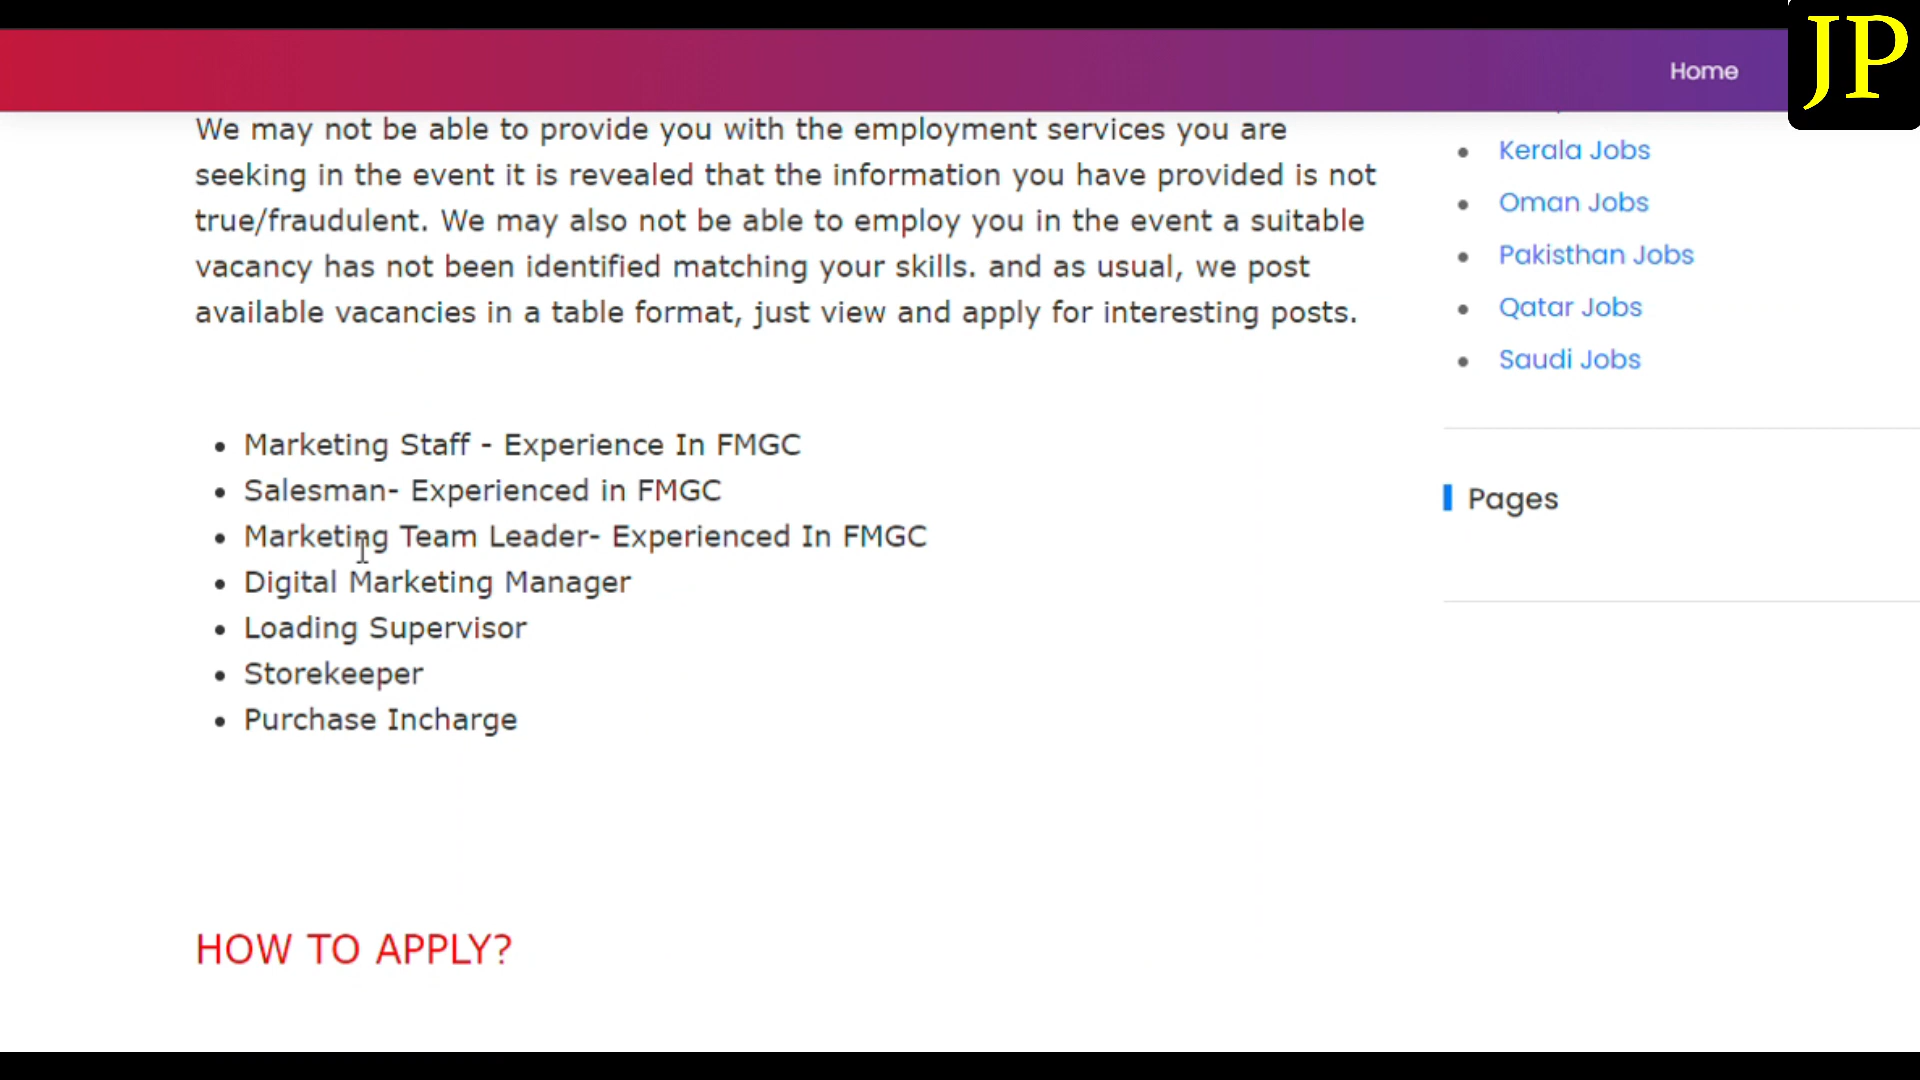 JP
Home
We may not be able to provide you with the employment services you are
seeking in the event it is revealed that the information you have provided is not
true/fraudulent. We may also not be able to employ you in the event a suitable
vacancy has not been identified matching your skills. and as usual, we post
available vacancies in a table format, just view and apply for interesting posts.
• Marketing Staff - Experience In FMGC
• Salesman- Experienced in FMGC
• Marketing Team Leader- Experienced In FMGC
• Digital Marketing Manager
• Loading Supervisor
• Storekeeper
• Purchase Incharge
HOW TO APPLY?
• Kerala Jobs
• Oman Jobs
• Pakisthan Jobs
• Qatar Jobs
• Saudi Jobs
Pages